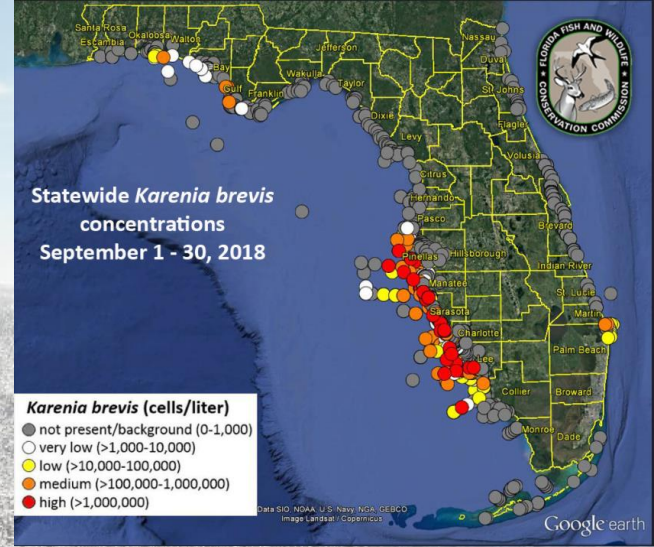 Santa Rosa
Escambia
Okaloosa
Walton
Bay
Gulf
Franklin
Wakulla
Jefferson
Taylor
Dixie
Levy
Citrus
Hernando
Pasco
Pinellas
Hillsborough
Manatee
Sarasota
Charlotte
Lee
Collier
Monroe
Dade
Broward
Palm Beach
Martin
St. Lucie
Indian River
Brevard
Volusia
Flagler
St. Johns
Duval
Nassau
FLORIDA FISH AND WILDLIFE
CONSERVATION COMMISSION
Statewide Karenia brevis
concentrations
September 1 - 30, 2018
Karenia brevis (cells/liter)
not present/background (0-1,000)
very low (>1,000-10,000)
low (>10,000-100,000)
medium (>100,000-1,000,000)
high (>1,000,000)
Data SIO, NOAA, U.S. Navy, NGA, GEBCO
Image Landsat / Copernicus
Google earth